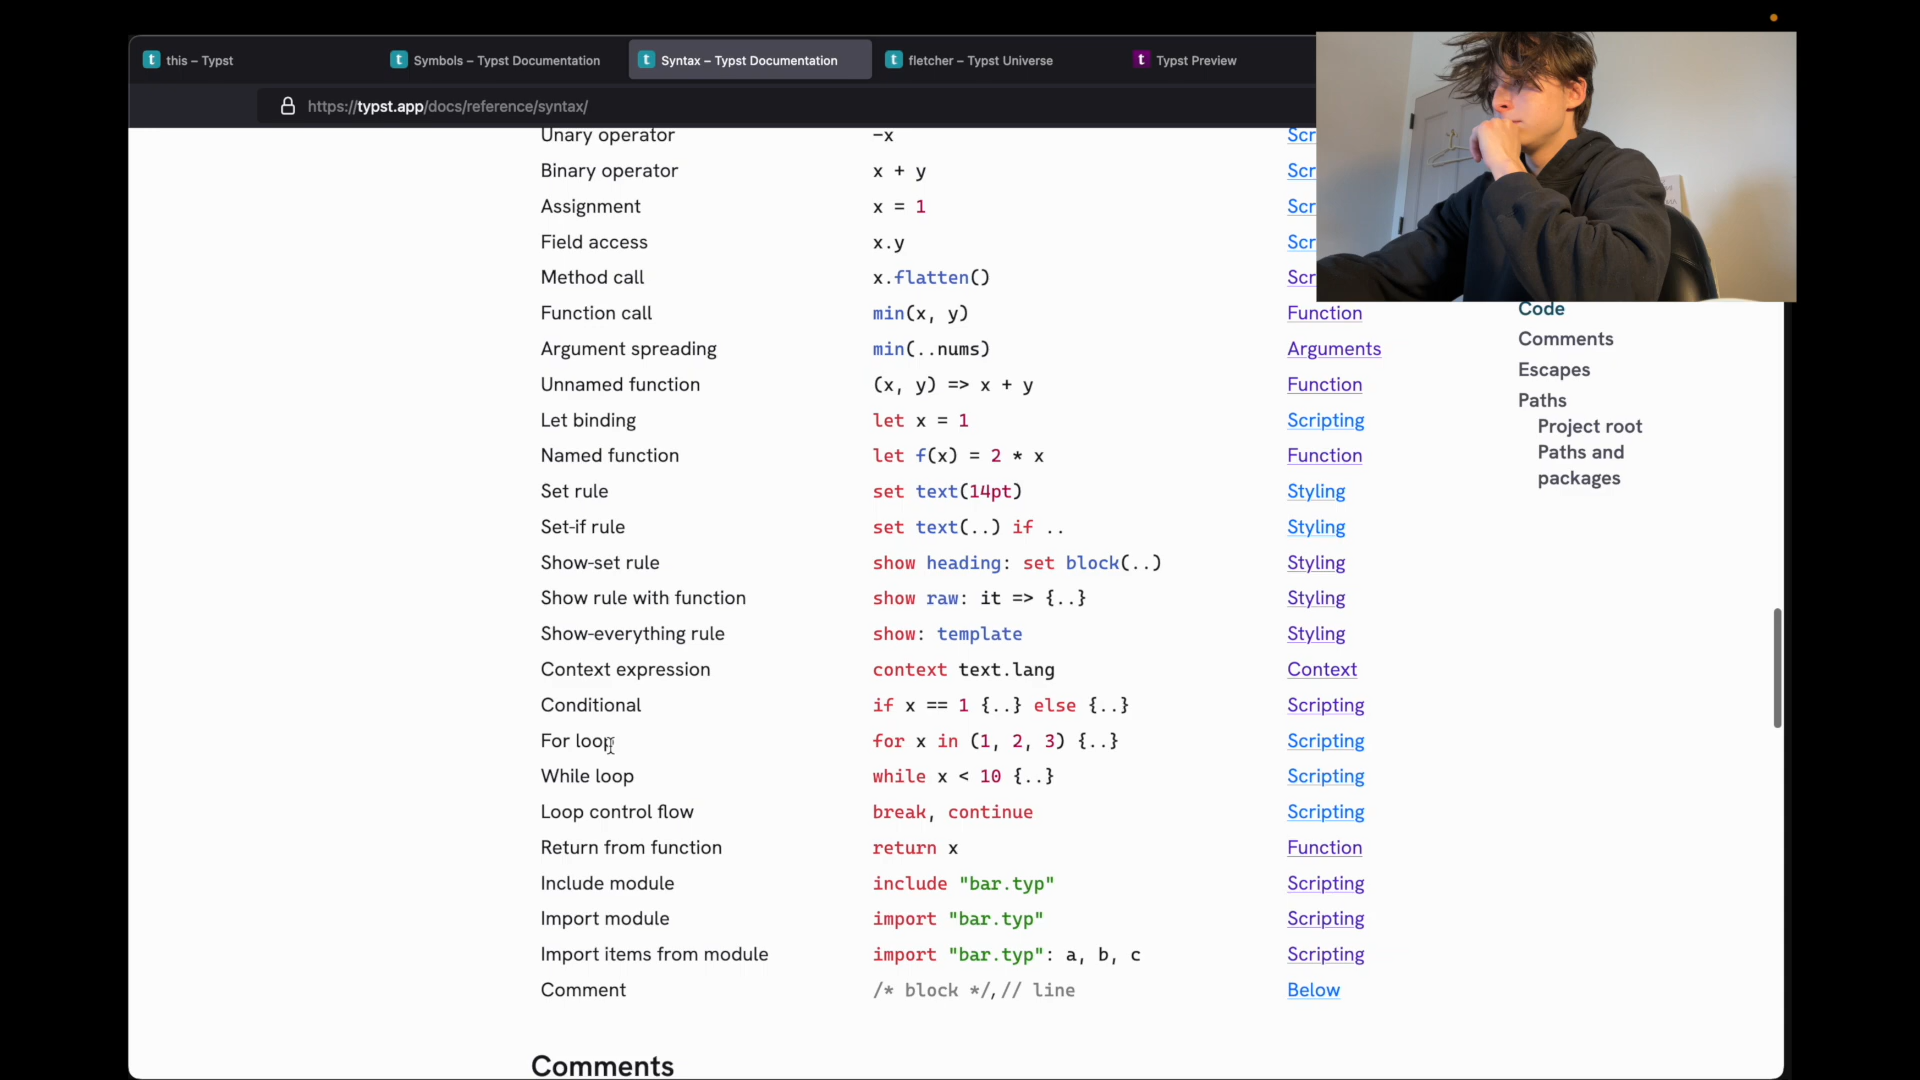 this – Typst
Symbols – Typst Documentation
Syntax – Typst Documentation
fletcher – Typst Universe
Typst Preview
https://typst.app/docs/reference/syntax/
Unary operator −x Scr
Binary operator x + y Scr
Assignment x = 1 Scr
Field access x.y Scr
Method call x.flatten() Scr
Function call min(x, y) Function
Argument spreading min(..nums) Arguments
Unnamed function (x, y) => x + y Function
Let binding let x = 1 Scripting
Named function let f(x) = 2 * x Function
Set rule set text(14pt) Styling
Set-if rule set text(..) if .. Styling
Show-set rule show heading: set block(..) Styling
Show rule with function show raw: it => {..} Styling
Show-everything rule show: template Styling
Context expression context text.lang Context
Conditional if x == 1 {..} else {..} Scripting
For loop for x in (1, 2, 3) {..} Scripting
While loop while x < 10 {..} Scripting
Loop control flow break, continue Scripting
Return from function return x Function
Include module include "bar.typ" Scripting
Import module import "bar.typ" Scripting
Import items from module import "bar.typ": a, b, c Scripting
Comment /* block */, // line Below
Comments
Code
Comments
Escapes
Paths
Project root
Paths and
packages